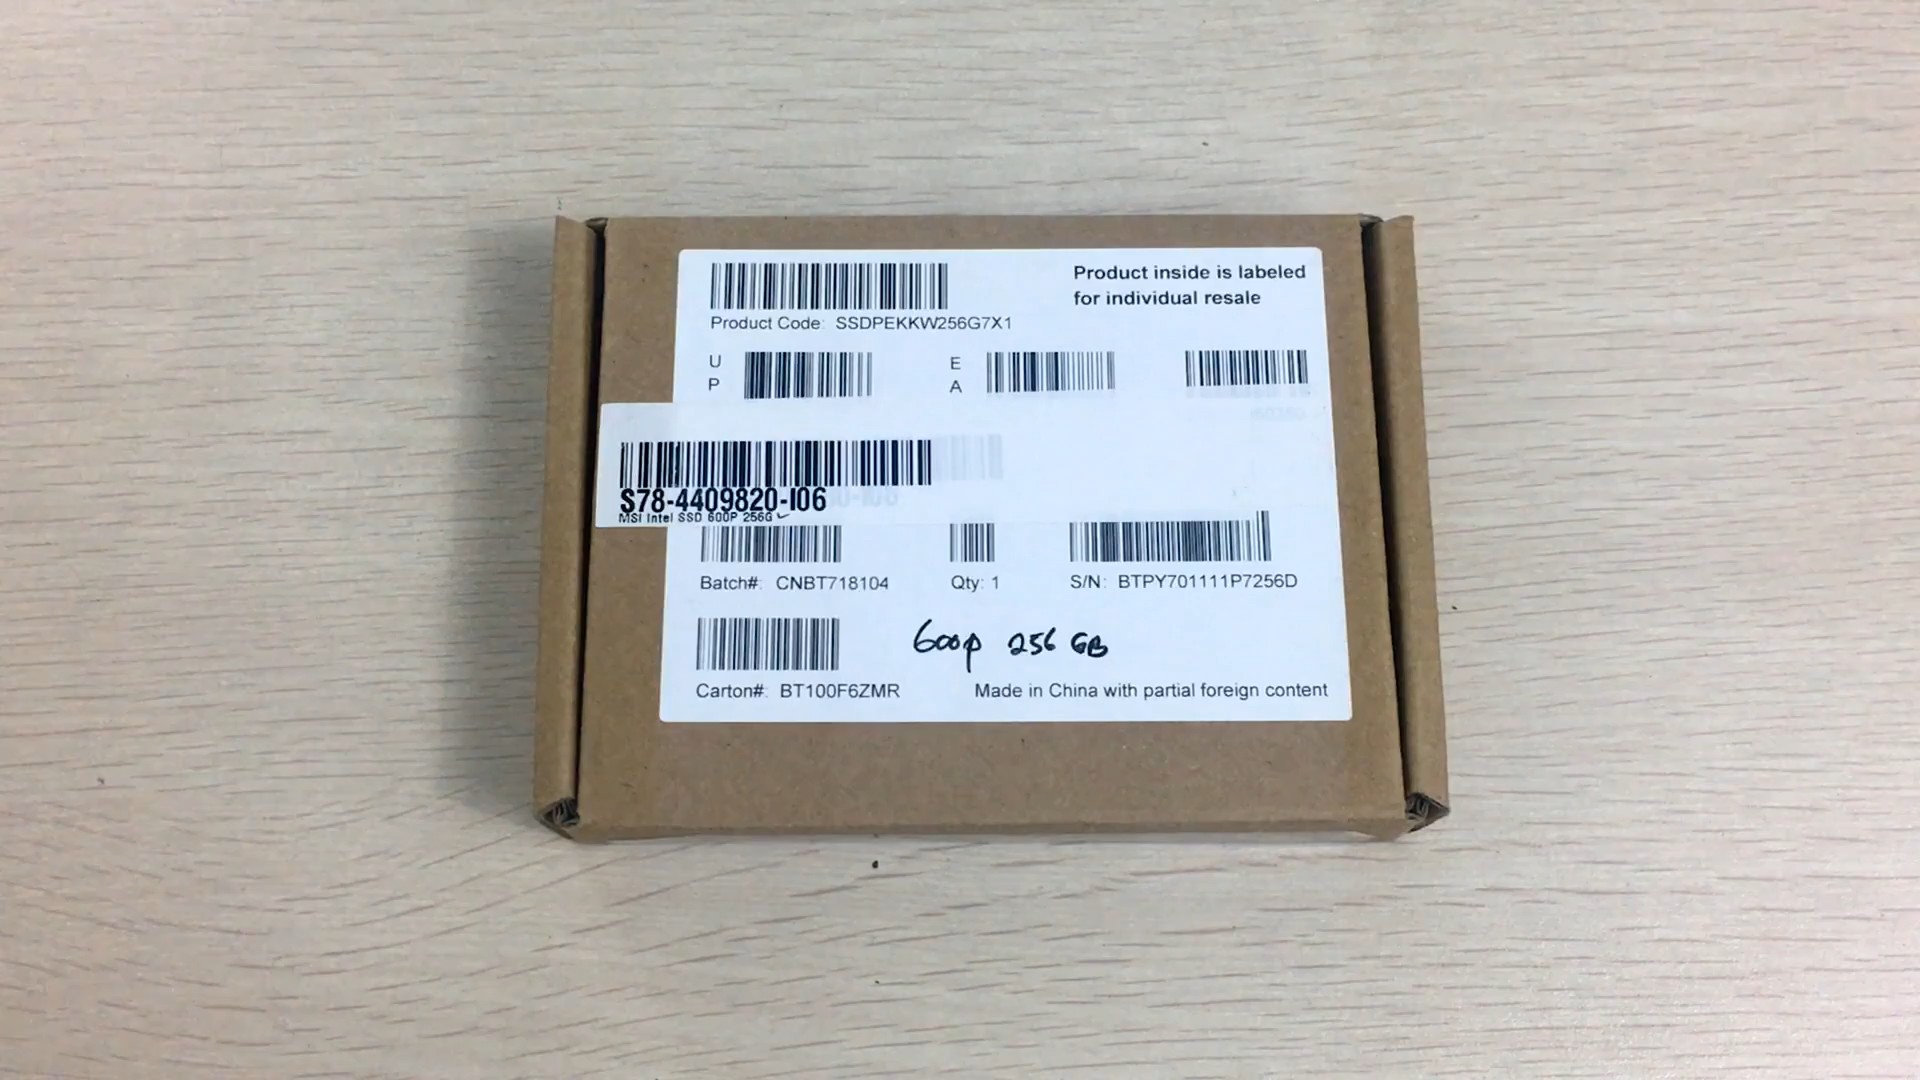 Product inside is labeled
for individual resale
Product Code: SSDPEKKW256G7X1
U
P
E
A
S78-4409820-I06
MSI Intel SSD 600P 256G
Batch#: CNBT718104
Qty: 1
S/N: BTPY701111P7256D
600p 256 GB
Carton#: BT100F6ZMR
Made in China with partial foreign content